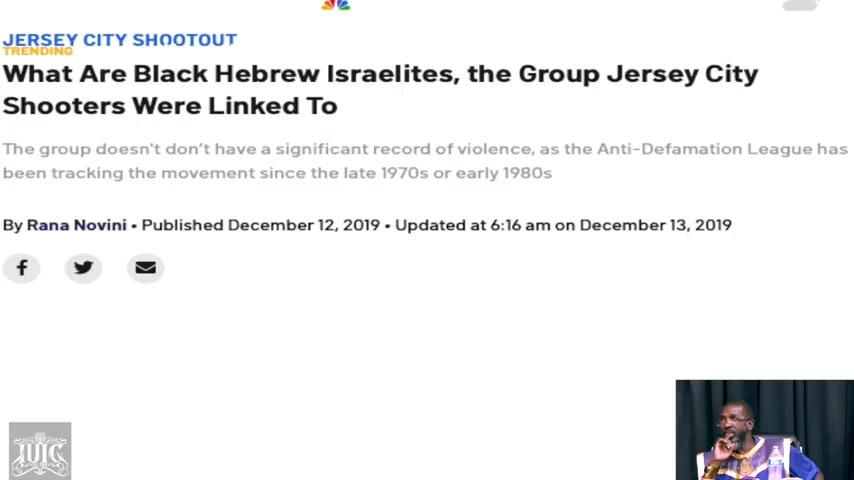 JERSEY CITY SHOOTOUT
TRENDING
What Are Black Hebrew Israelites, the Group Jersey City
Shooters Were Linked To
The group doesn't don't have a significant record of violence, as the Anti-Defamation League has
been tracking the movement since the late 1970s or early 1980s
By Rana Novini • Published December 12, 2019 • Updated at 6:16 am on December 13, 2019
IUIC